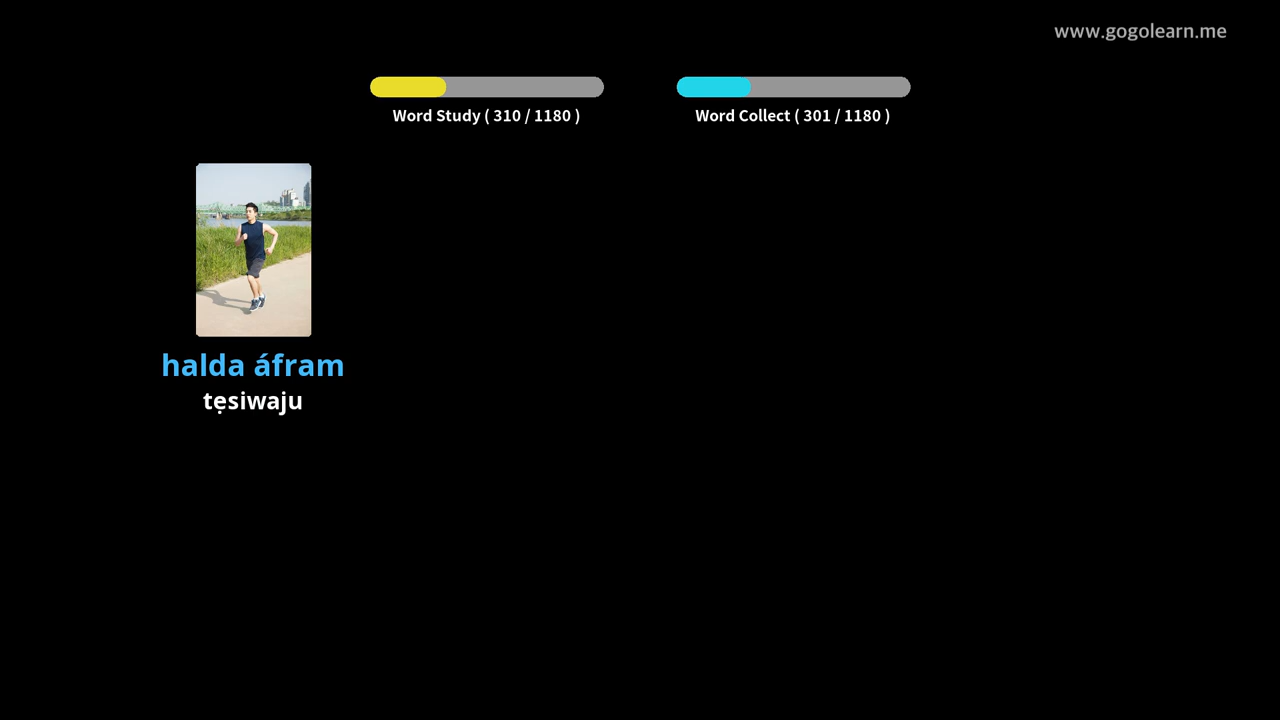 www.gogolearn.me
Word Study ( 310 / 1180 )
Word Collect ( 301 / 1180 )
halda áfram
tẹsiwaju